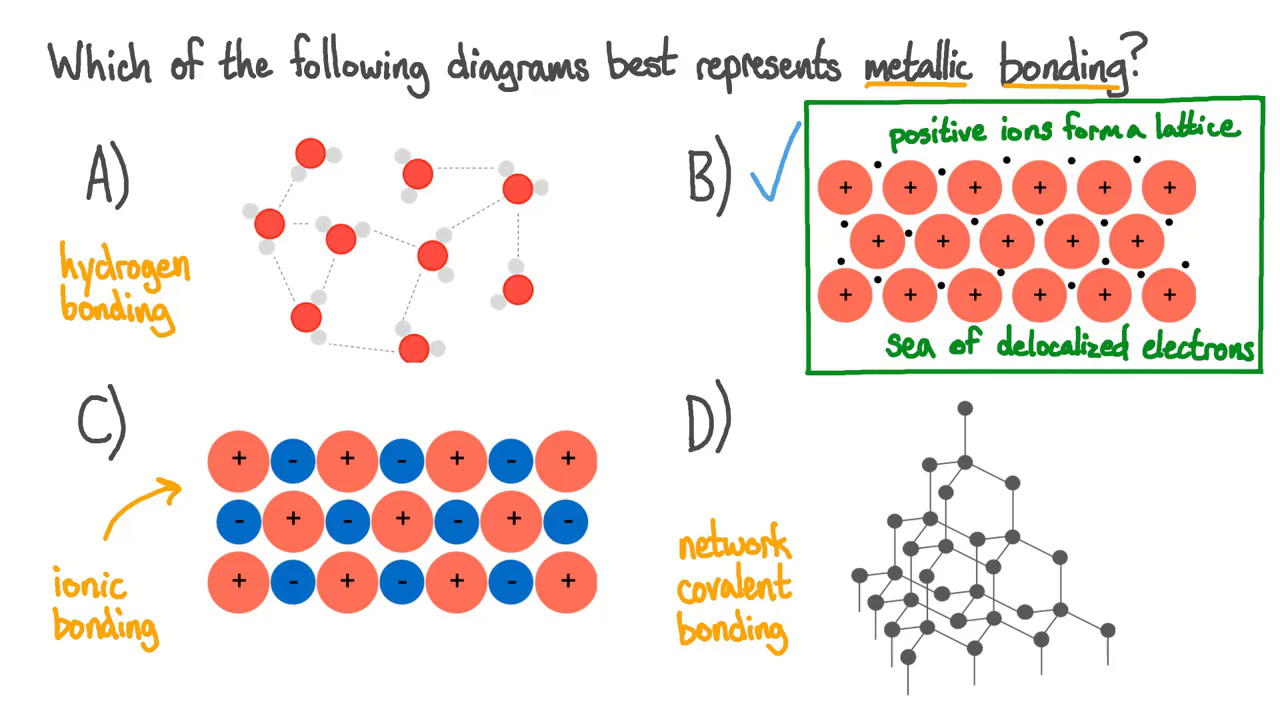 Which of the following diagrams best represents metallic bonding?
A)
hydrogen
bonding
B)
positive ions form a lattice
+ + + + + +
+ + + + +
+ + + + + +
sea of delocalized electrons
C)
+ - + - + - +
- + - + - + -
+ - + - + - +
ionic
bonding
D)
network
covalent
bonding